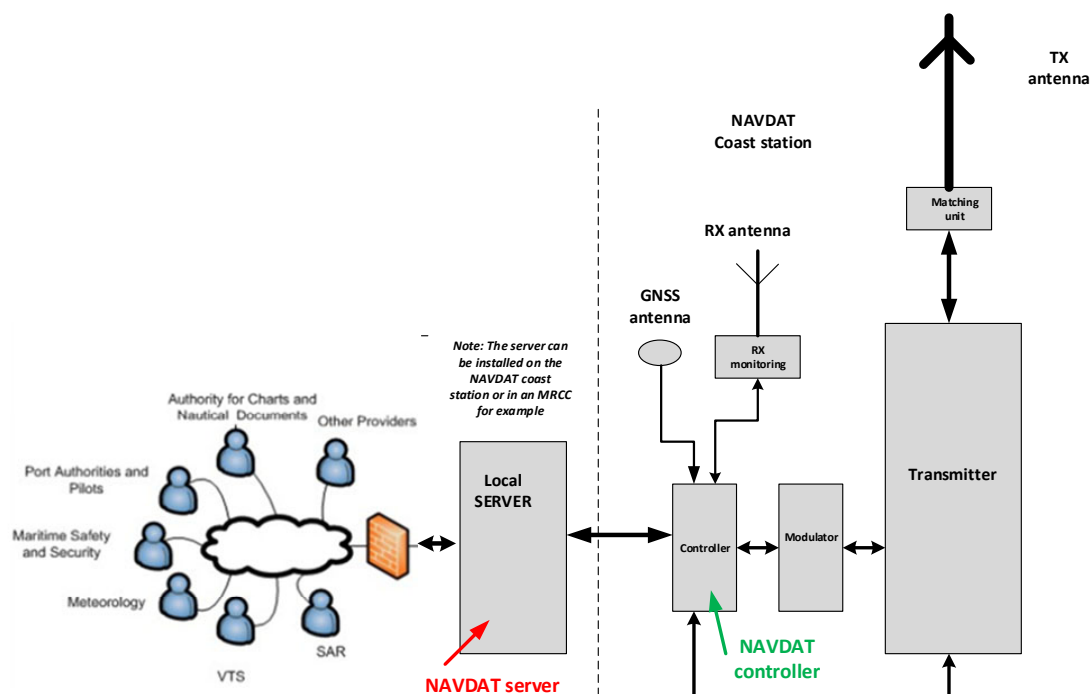 TX
antenna
NAVDAT
Coast station
Matching
unit
RX antenna
GNSS
antenna
RX
monitoring
Note: The server can
be installed on the
NAVDAT coast
station or in an MRCC
for example
Authority for Charts and
Nautical Documents
Other Providers
Port Authorities and
Pilots
Maritime Safety
and Security
Meteorology
VTS
SAR
Local
SERVER
Controller
Modulator
Transmitter
NAVDAT server
NAVDAT
controller